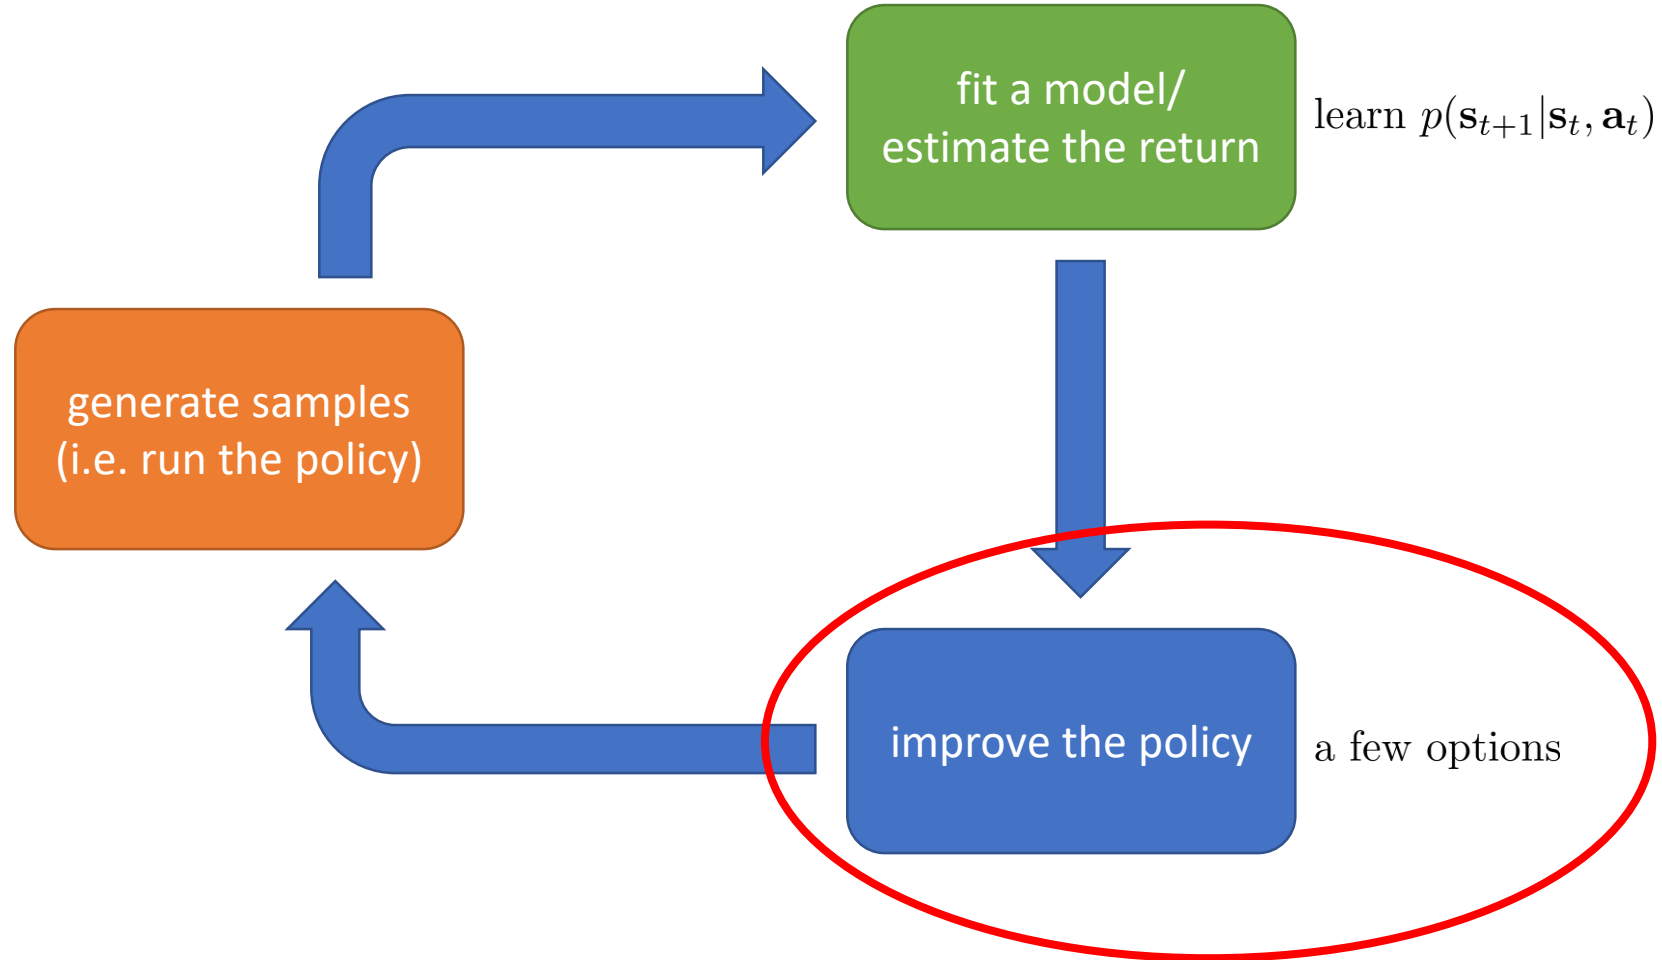 fit a model/
estimate the return
learn p(s_{t+1}|s_t, a_t)
generate samples
(i.e. run the policy)
improve the policy
a few options